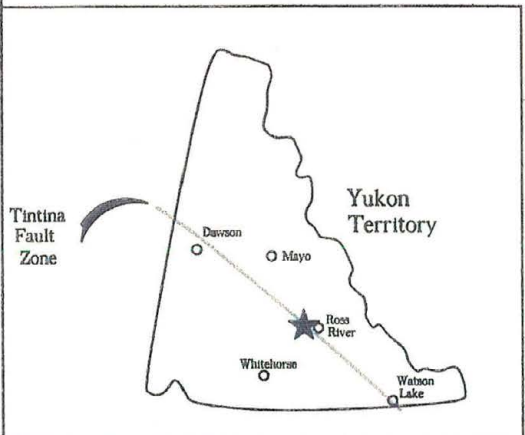 Yukon
Territory
Tintina
Fault
Zone
Dawson
Mayo
Ross
River
Whitehorse
Watson
Lake